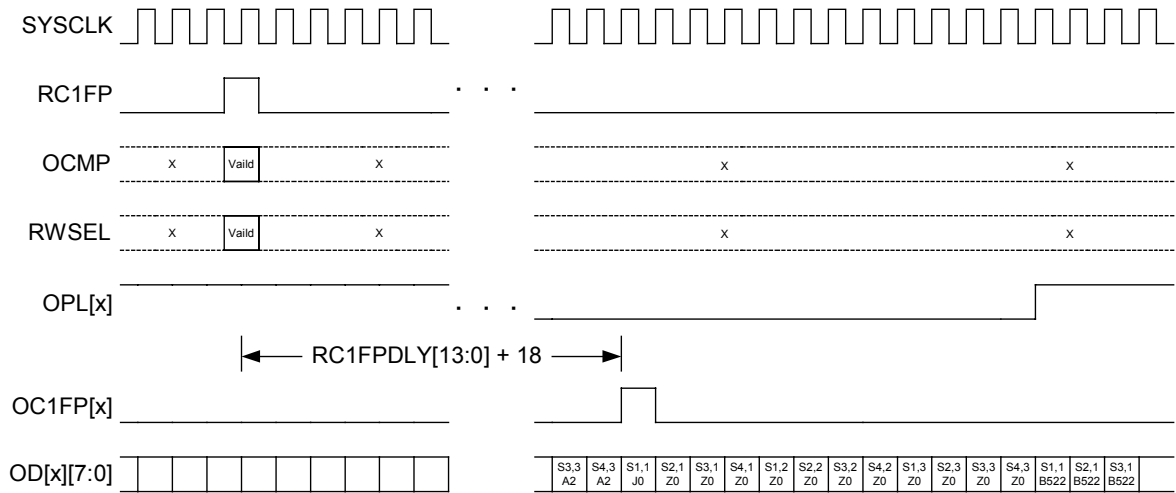 SYSCLK
RC1FP . . .
OCMP X Vaild X X X
RWSEL X Vaild X X X
OPL[x] . . .
RC1FPDLY[13:0] + 18
OC1FP[x]
OD[x][7:0] S3,3 S4,3 S1,1 S2,1 S3,1 S4,1 S1,2 S2,2 S3,2 S4,2 S1,3 S2,3 S3,3 S4,3 S1,1 S2,1 S3,1
A2 A2 J0 Z0 Z0 Z0 Z0 Z0 Z0 Z0 Z0 Z0 Z0 Z0 B522 B522 B522